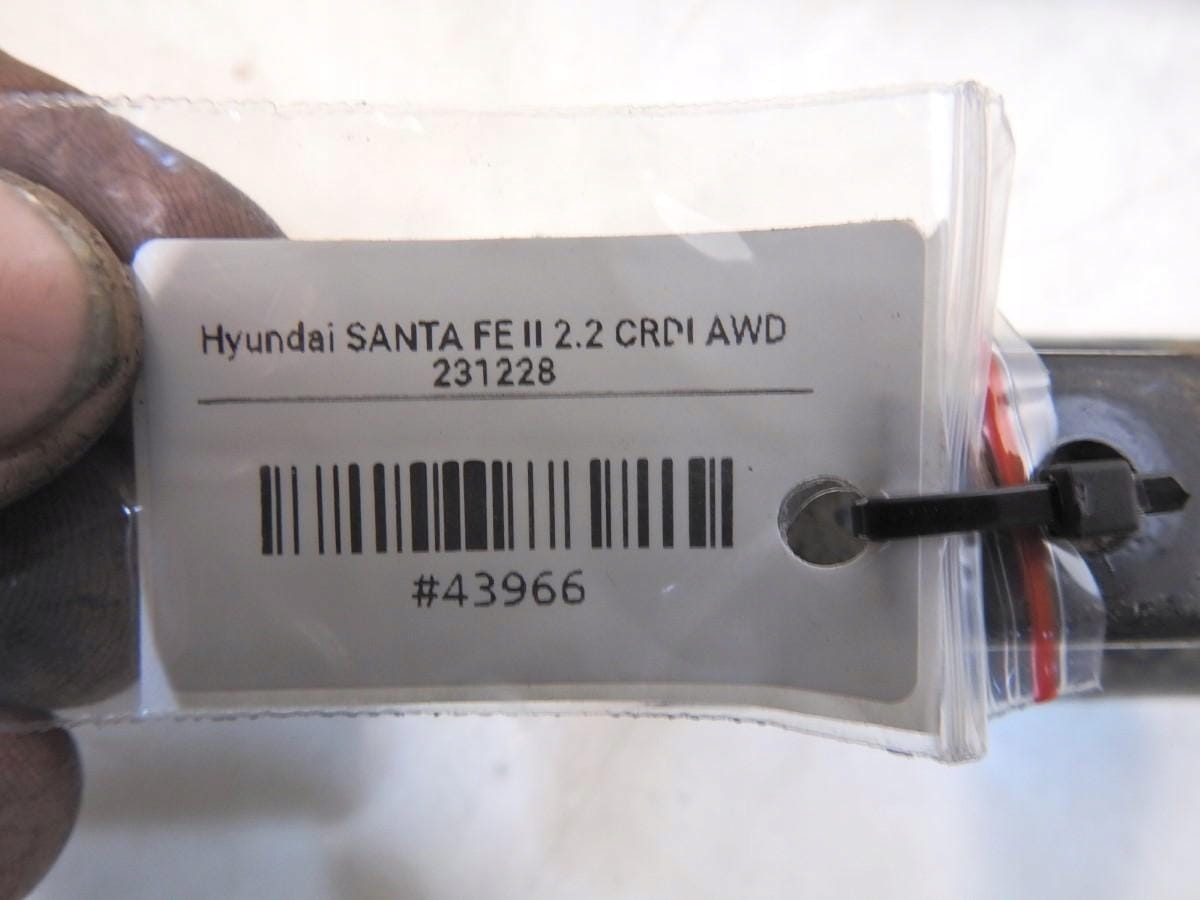 Hyundai SANTA FE II 2.2 CRDI AWD
231228
#43966